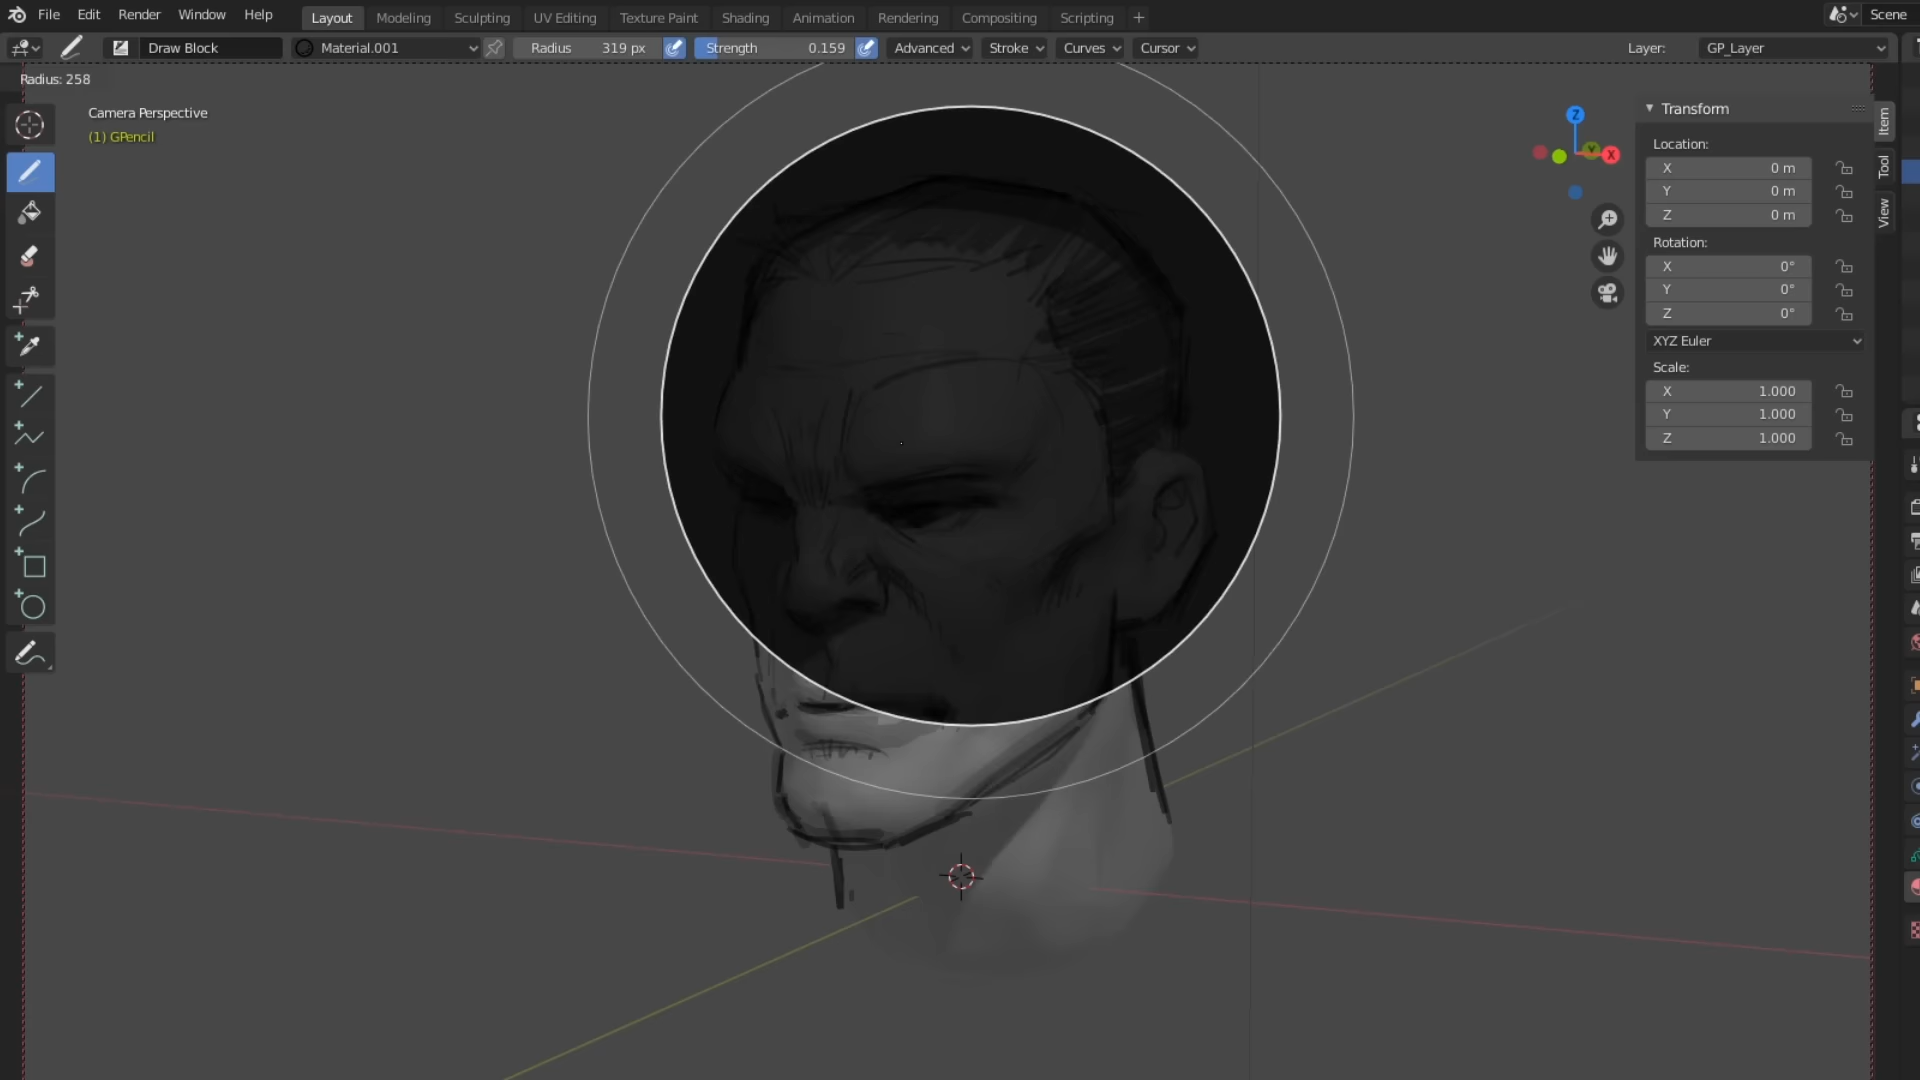 File Edit Render Window Help Layout Modeling Sculpting UV Editing Texture Paint Shading Animation Rendering Compositing Scripting + Scene
Draw Block Material.001 Radius 319 px Strength 0.159 Advanced Stroke Curves Cursor Layer: GP_Layer
Radius: 258
Camera Perspective
(1) GPencil
Z
Y
X
Transform
Location:
X 0 m
Y 0 m
Z 0 m
Rotation:
X 0°
Y 0°
Z 0°
XYZ Euler
Scale:
X 1.000
Y 1.000
Z 1.000
Item
Tool
View